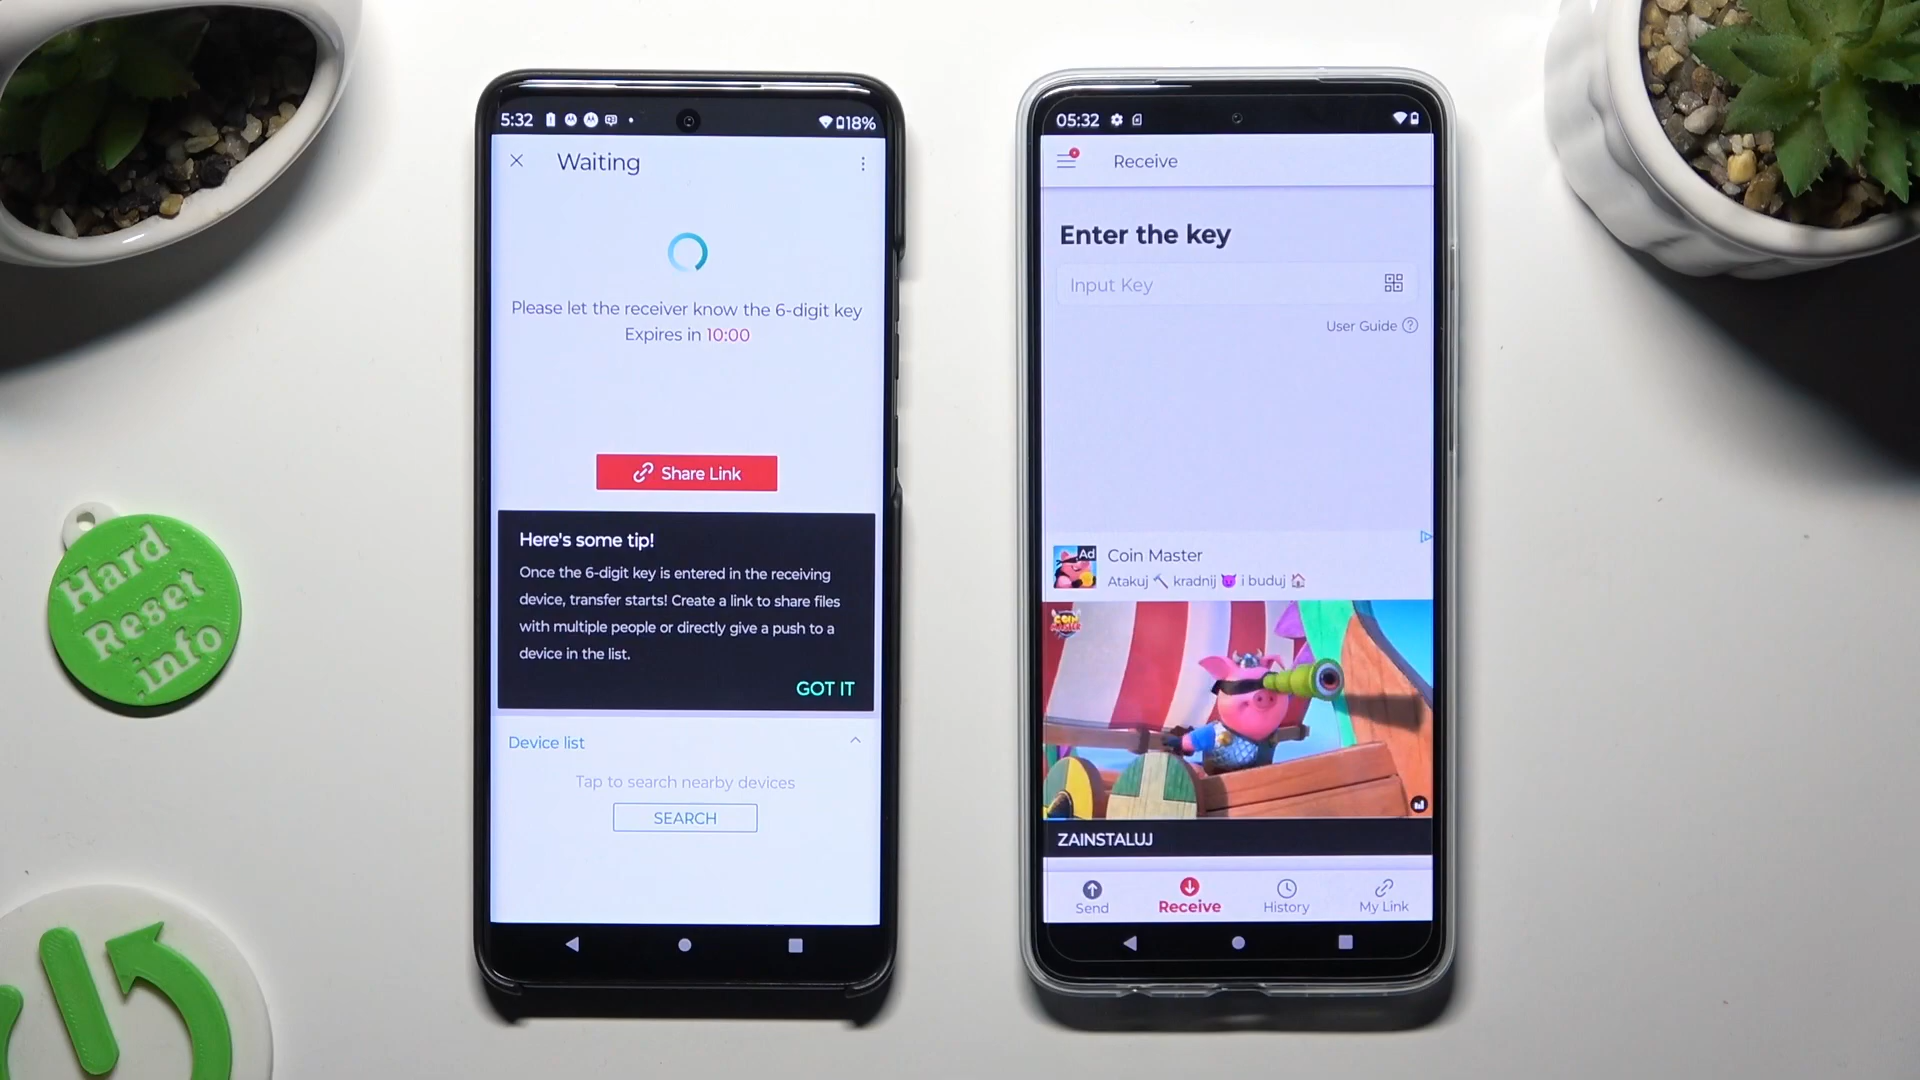 5:32
18%
Waiting
Please let the receiver know the 6-digit key
Expires in 10:00
Share Link
Here's some tip!
Once the 6-digit key is entered in the receiving
device, transfer starts! Create a link to share files
with multiple people or directly give a push to a
device in the list.
GOT IT
Device list
Tap to search nearby devices
SEARCH
05:32
Receive
Enter the key
Input Key
User Guide ?
Ad
Coin Master
Atakuj 🔨 kradnij 😈 i buduj 🏠
COIN
MASTER
ZAINSTALUJ
Send
Receive
History
My Link
Hard
Reset
.info